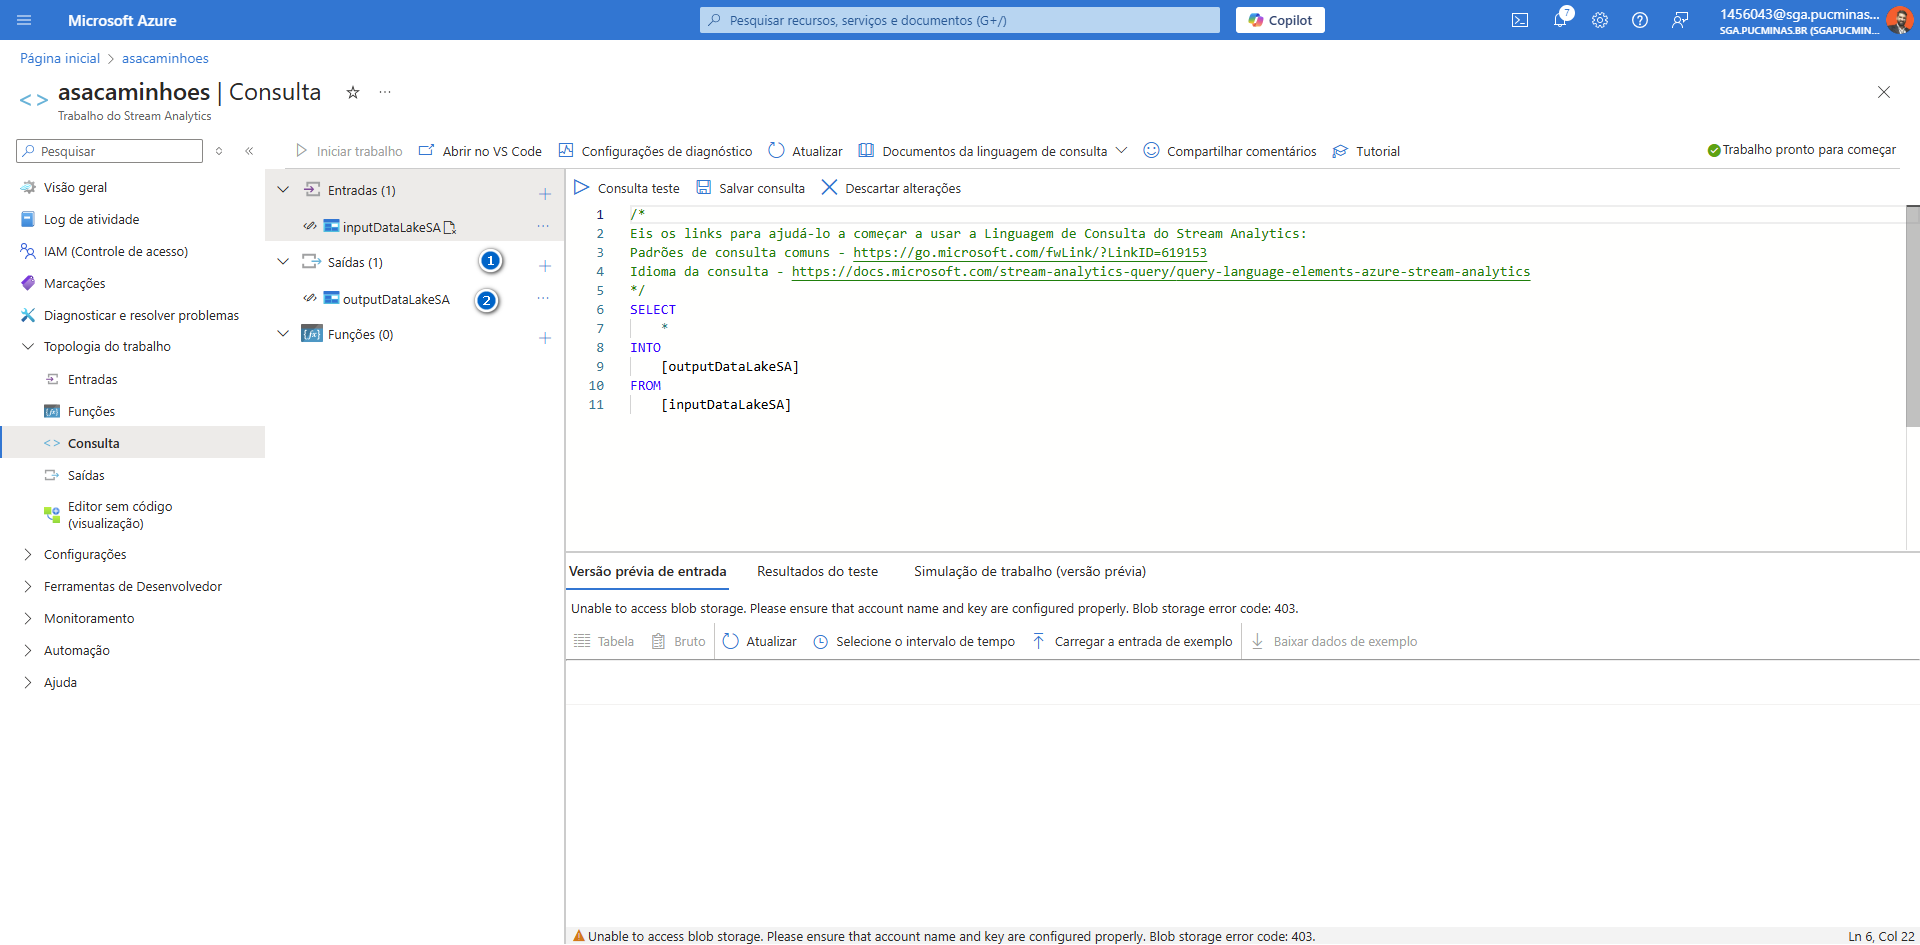 Microsoft Azure
Pesquisar recursos, serviços e documentos (G+/)
Copilot
7
1456043@sga.pucminas...
SGA.PUCMINAS.BR (SGAPUCMIN...
Página inicial > asacaminhoes
<> asacaminhoes | Consulta ...
Trabalho do Stream Analytics
Pesquisar
Iniciar trabalho
Abrir no VS Code
Configurações de diagnóstico
Atualizar
Documentos da linguagem de consulta
Compartilhar comentários
Tutorial
Trabalho pronto para começar
Visão geral
Log de atividade
IAM (Controle de acesso)
Marcações
Diagnosticar e resolver problemas
Topologia do trabalho
Entradas
Funções
Consulta
Saídas
Editor sem código
(visualização)
Configurações
Ferramentas de Desenvolvedor
Monitoramento
Automação
Ajuda
Entradas (1)
inputDataLakeSA
Saídas (1)
1
outputDataLakeSA
2
Funções (0)
Consulta teste
Salvar consulta
Descartar alterações
1 /*
2 Eis os links para ajudá-lo a começar a usar a Linguagem de Consulta do Stream Analytics:
3 Padrões de consulta comuns - https://go.microsoft.com/fwLink/?LinkID=619153
4 Idioma da consulta - https://docs.microsoft.com/stream-analytics-query/query-language-elements-azure-stream-analytics
5 */
6 SELECT
7 *
8 INTO
9 [outputDataLakeSA]
10 FROM
11 [inputDataLakeSA]
Versão prévia de entrada
Resultados do teste
Simulação de trabalho (versão prévia)
Unable to access blob storage. Please ensure that account name and key are configured properly. Blob storage error code: 403.
Tabela
Bruto
Atualizar
Selecione o intervalo de tempo
Carregar a entrada de exemplo
Baixar dados de exemplo
Unable to access blob storage. Please ensure that account name and key are configured properly. Blob storage error code: 403.
Ln 6, Col 22